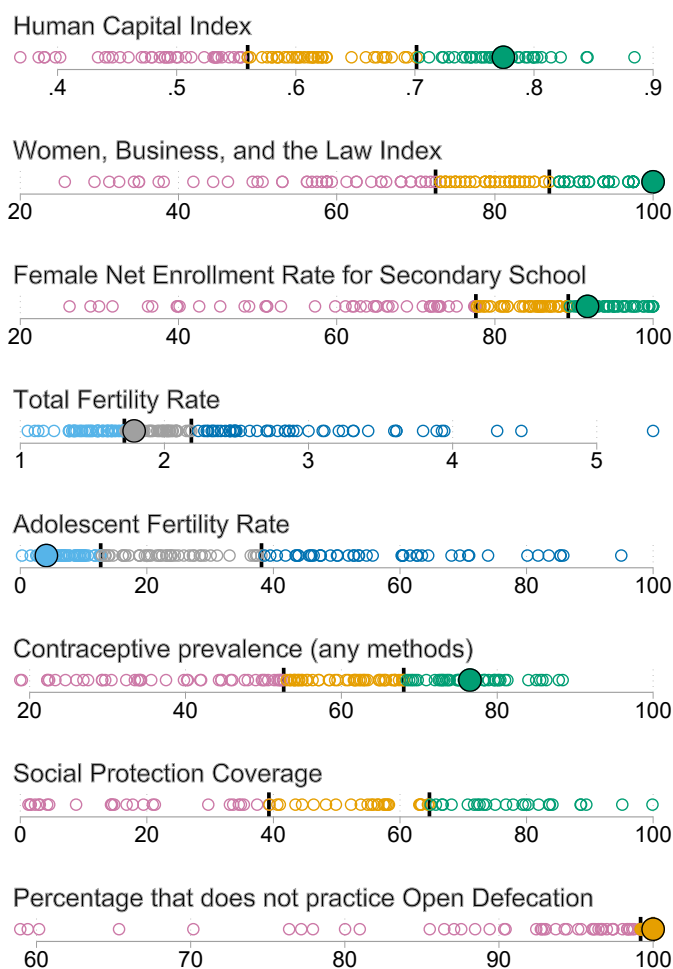 Human Capital Index
.4 .5 .6 .7 .8 .9
Women, Business, and the Law Index
20 40 60 80 100
Female Net Enrollment Rate for Secondary School
20 40 60 80 100
Total Fertility Rate
1 2 3 4 5
Adolescent Fertility Rate
0 20 40 60 80 100
Contraceptive prevalence (any methods)
20 40 60 80 100
Social Protection Coverage
0 20 40 60 80 100
Percentage that does not practice Open Defecation
60 70 80 90 100